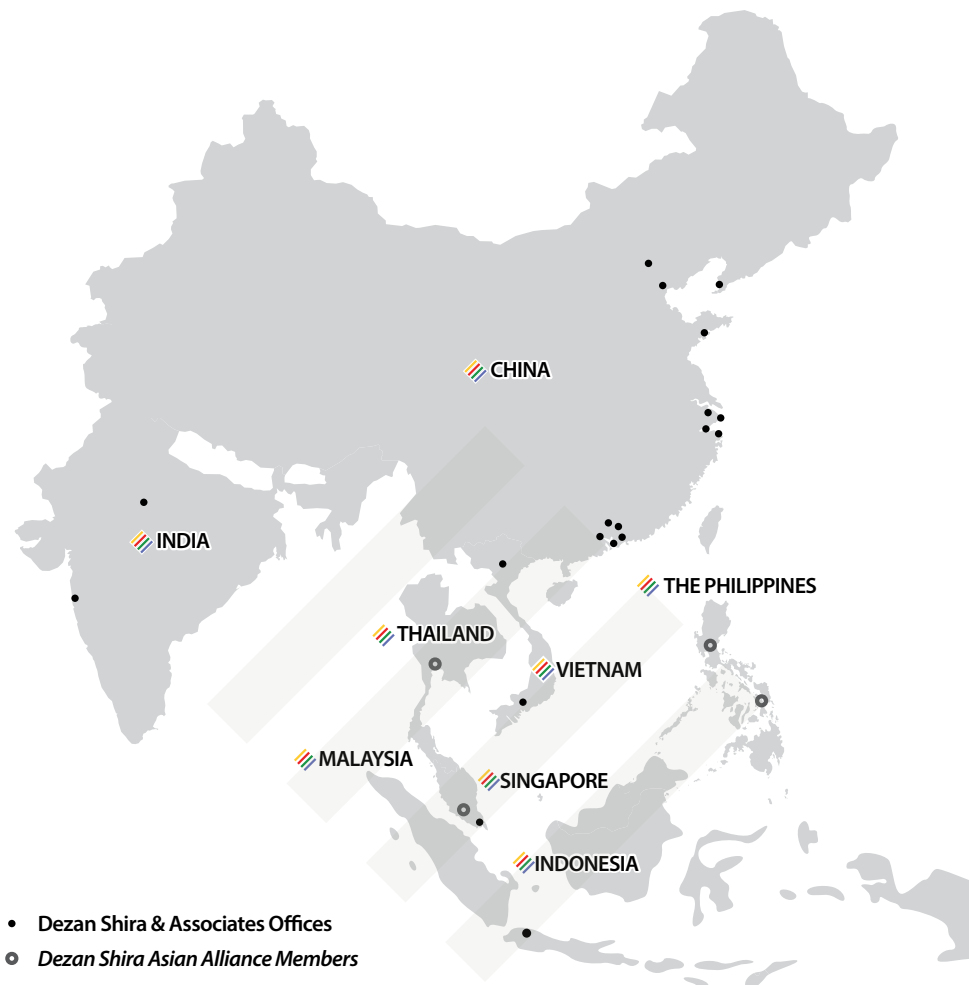 CHINA
INDIA
THE PHILIPPINES
THAILAND
VIETNAM
MALAYSIA
SINGAPORE
INDONESIA
Dezan Shira & Associates Offices
Dezan Shira Asian Alliance Members